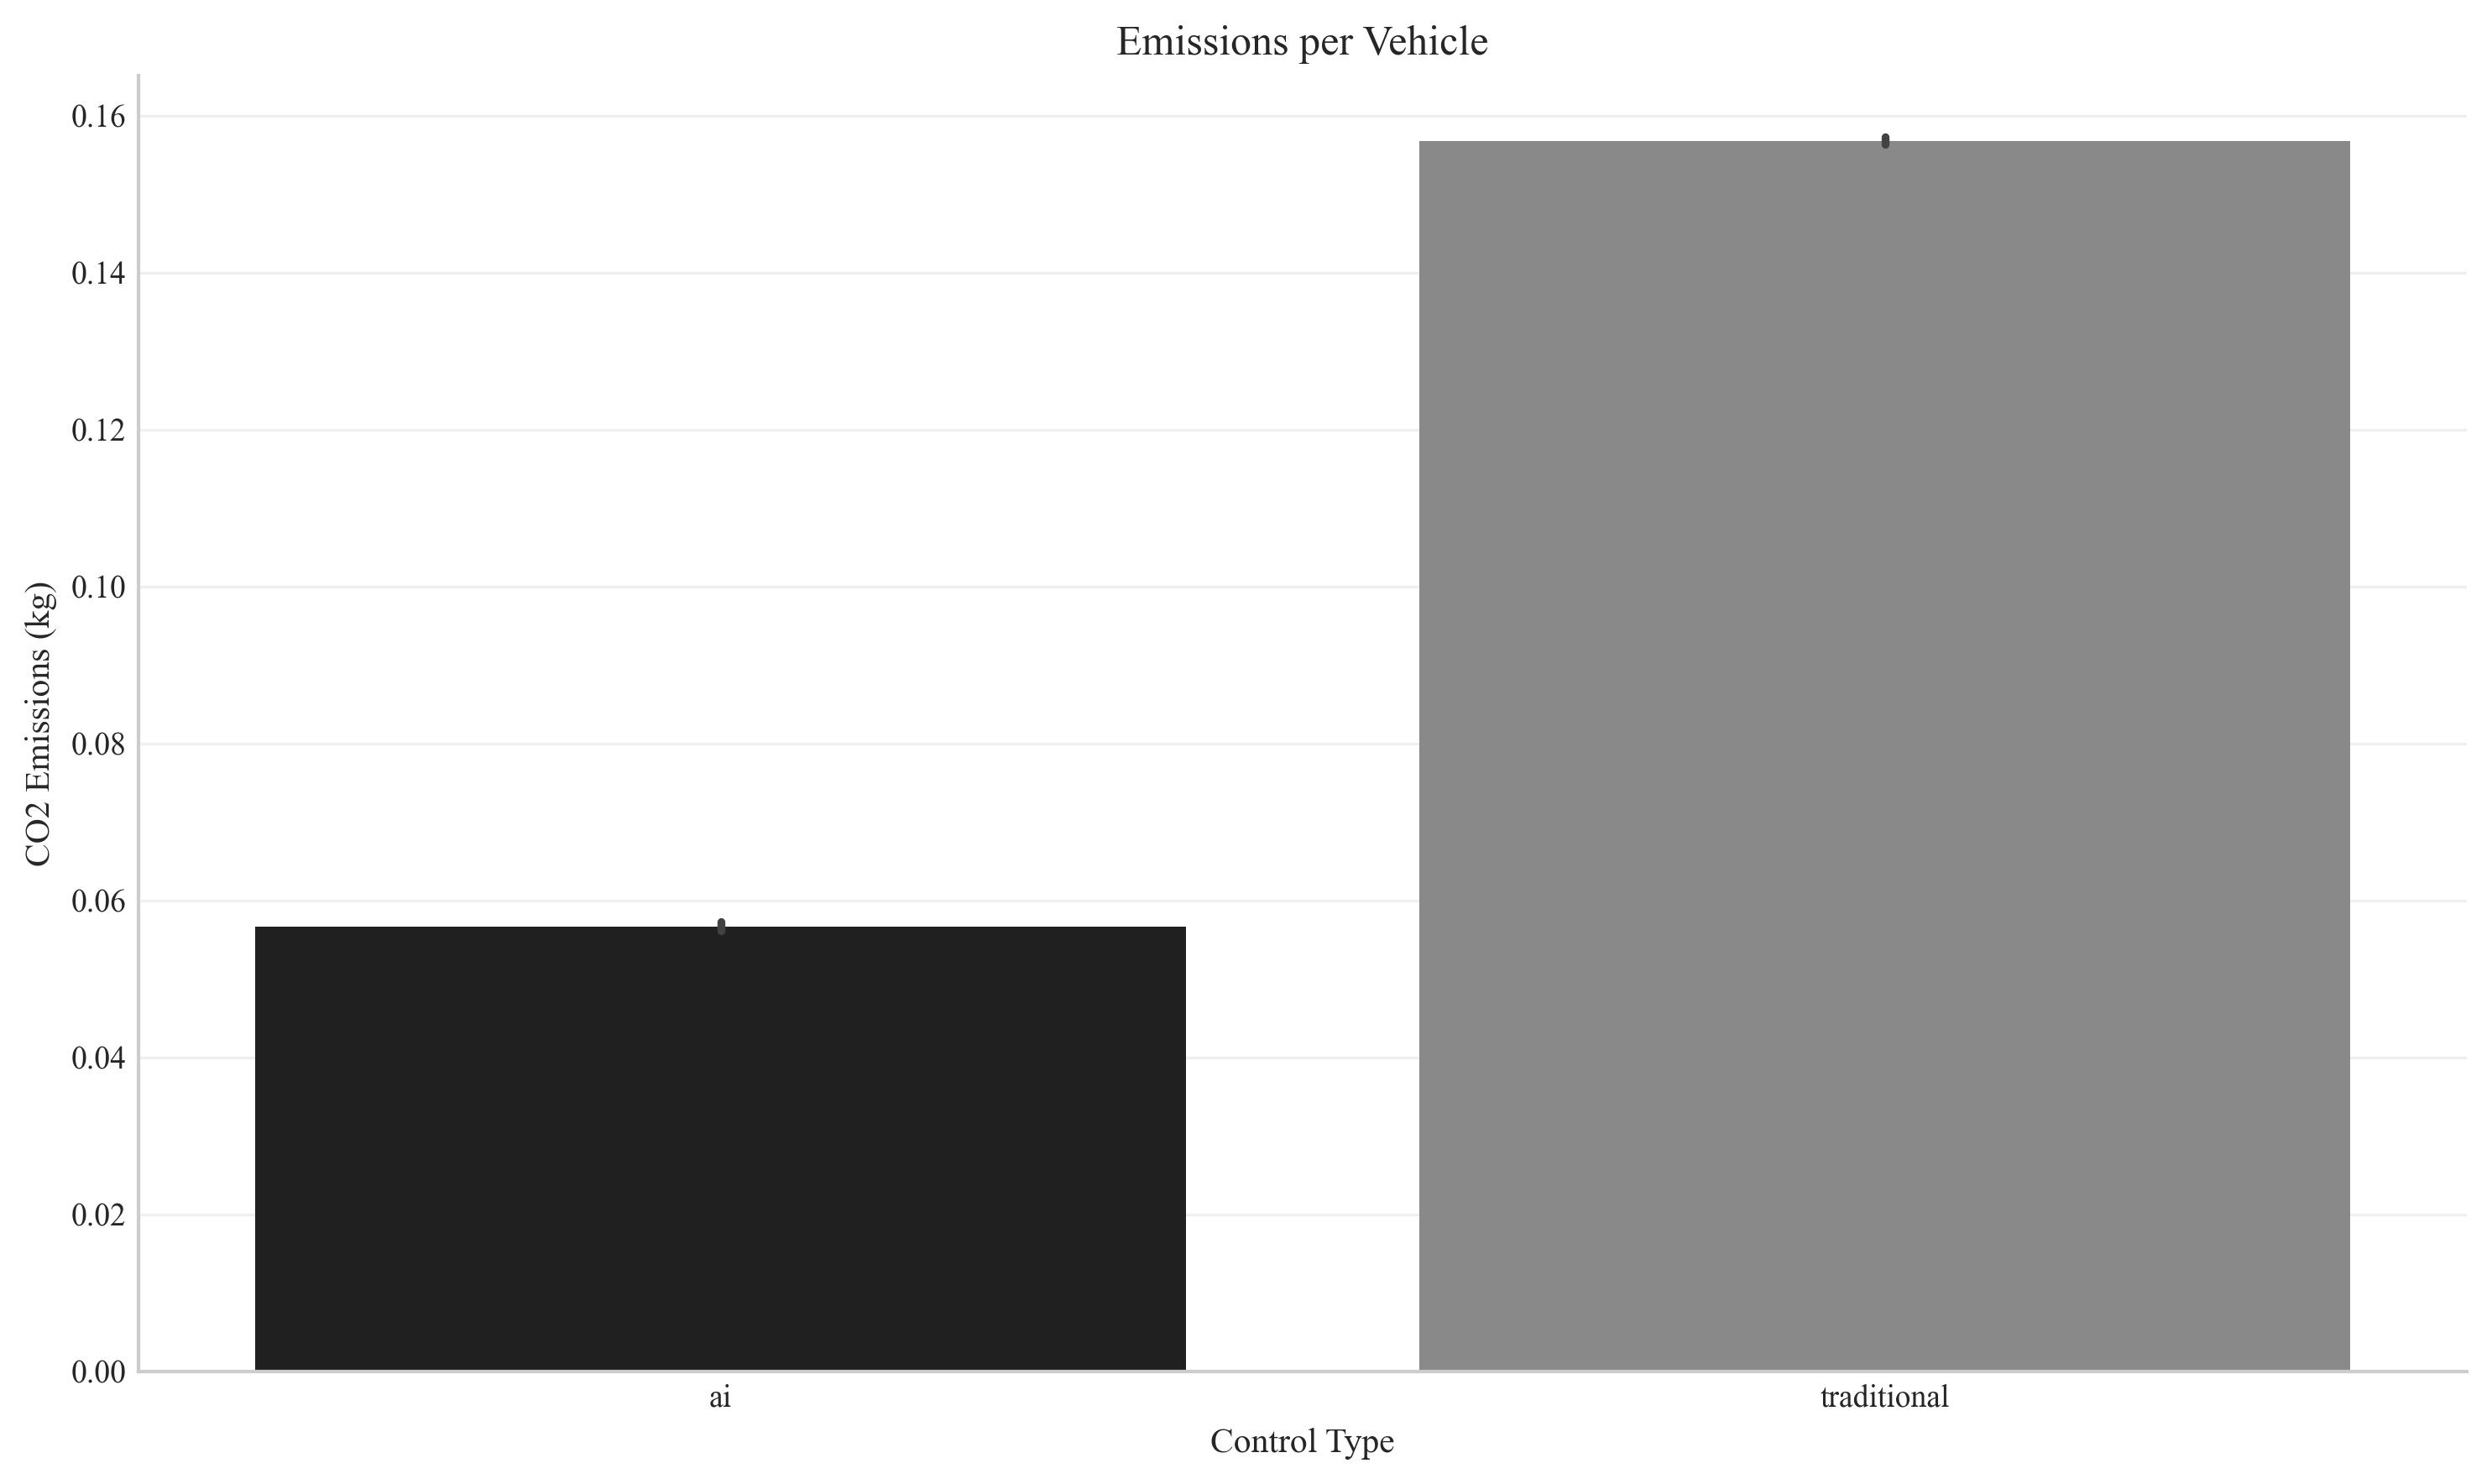 Emissions per Vehicle
CO2 Emissions (kg)
0.16
0.14
0.12
0.10
0.08
0.06
0.04
0.02
0.00
ai
traditional
Control Type